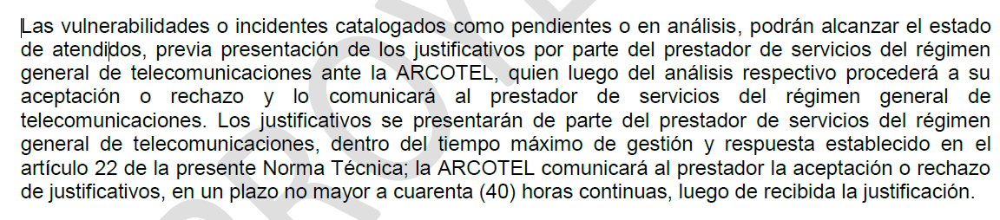 Las vulnerabilidades o incidentes catalogados como pendientes o en análisis, podrán alcanzar el estado
de atendidos, previa presentación de los justificativos por parte del prestador de servicios del régimen
general de telecomunicaciones ante la ARCOTEL, quien luego del análisis respectivo procederá a su
aceptación o rechazo y lo comunicará al prestador de servicios del régimen general de
telecomunicaciones. Los justificativos se presentarán de parte del prestador de servicios del régimen
general de telecomunicaciones, dentro del tiempo máximo de gestión y respuesta establecido en el
artículo 22 de la presente Norma Técnica; la ARCOTEL comunicará al prestador la aceptación o rechazo
de justificativos, en un plazo no mayor a cuarenta (40) horas continuas, luego de recibida la justificación.